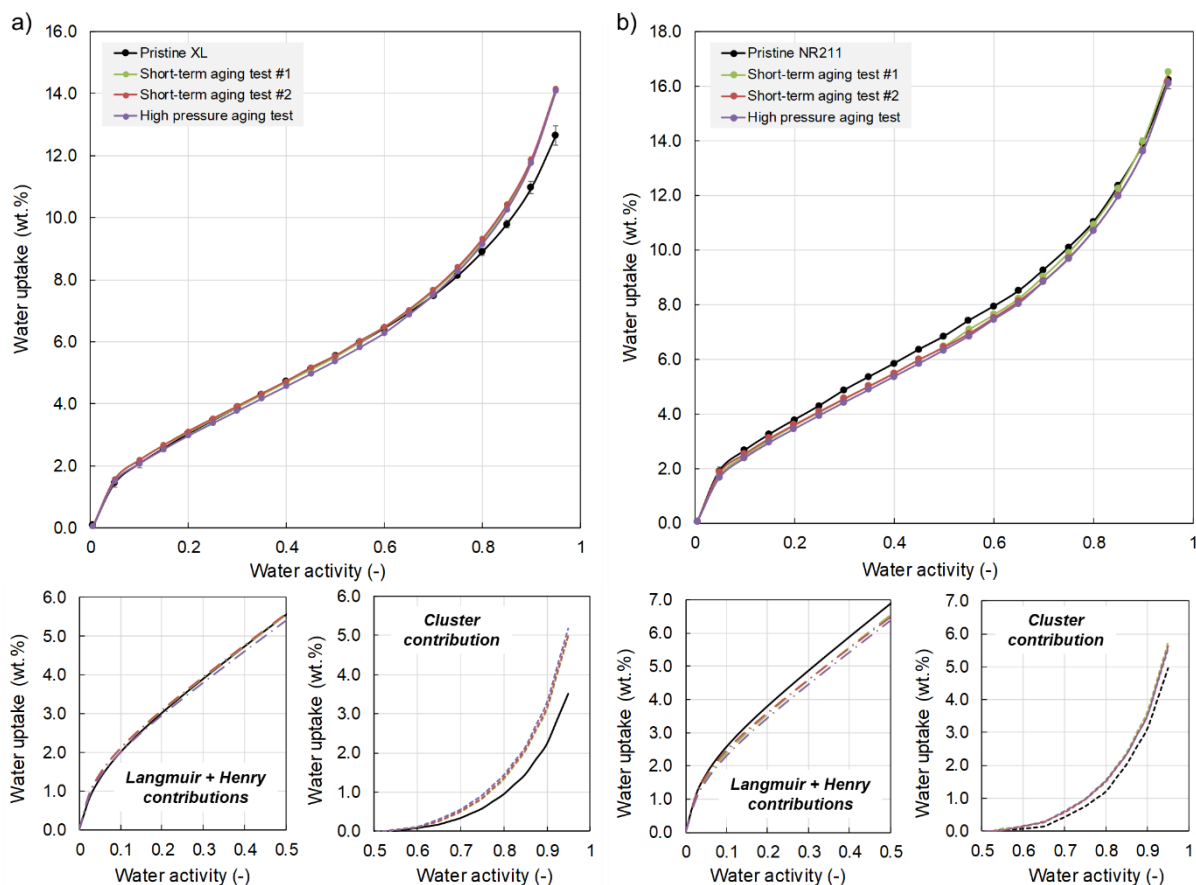 a)
16.0
14.0
12.0
10.0
8.0
6.0
4.0
2.0
0.0
Water uptake (wt.%)
Pristine XL
Short-term aging test #1
Short-term aging test #2
High pressure aging test
0 0.2 0.4 0.6 0.8 1
Water activity (-)
b)
18.0
16.0
14.0
12.0
10.0
8.0
6.0
4.0
2.0
0.0
Water uptake (wt.%)
Pristine NR211
Short-term aging test #1
Short-term aging test #2
High pressure aging test
0 0.2 0.4 0.6 0.8 1
Water activity (-)
6.0
5.0
4.0
3.0
2.0
1.0
0.0
Water uptake (wt.%)
Langmuir + Henry
contributions
0 0.1 0.2 0.3 0.4 0.5
Water activity (-)
6.0
5.0
4.0
3.0
2.0
1.0
0.0
Water uptake (wt.%)
Cluster
contribution
0.5 0.6 0.7 0.8 0.9 1
Water activity (-)
7.0
6.0
5.0
4.0
3.0
2.0
1.0
0.0
Water uptake (wt.%)
Langmuir + Henry
contributions
0 0.1 0.2 0.3 0.4 0.5
Water activity (-)
7.0
6.0
5.0
4.0
3.0
2.0
1.0
0.0
Water uptake (wt.%)
Cluster
contribution
0.5 0.6 0.7 0.8 0.9 1
Water activity (-)